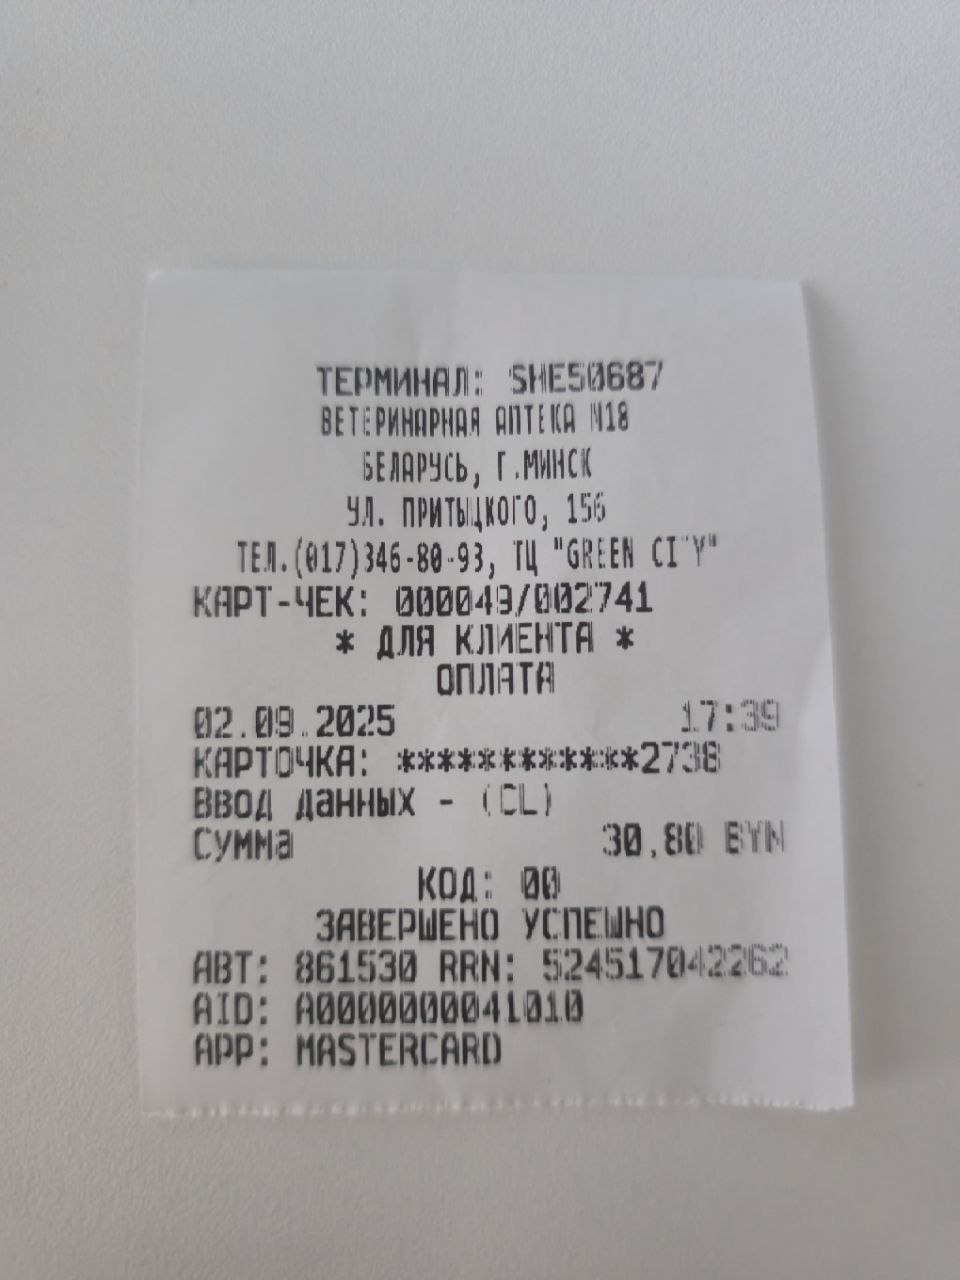 ТЕРМИНАЛ: SHE50687
ВЕТЕРИНАРНАЯ АПТЕКА N18
БЕЛАРУСЬ, Г.МИНСК
УЛ. ПРИТЫЦКОГО, 156
ТЕЛ.(017)346-80-93, ТЦ "GREEN CITY"
КАРТ-ЧЕК: 000049/002741
* ДЛЯ КЛИЕНТА *
ОПЛАТА
02.09.2025 17:39
КАРТОЧКА: ************2738
Ввод данных - (CL)
Сумма 30,80 BYN
КОД: 00
ЗАВЕРШЕНО УСПЕШНО
АВТ: 861530 RRN: 524517042262
AID: A0000000041010
APP: MASTERCARD